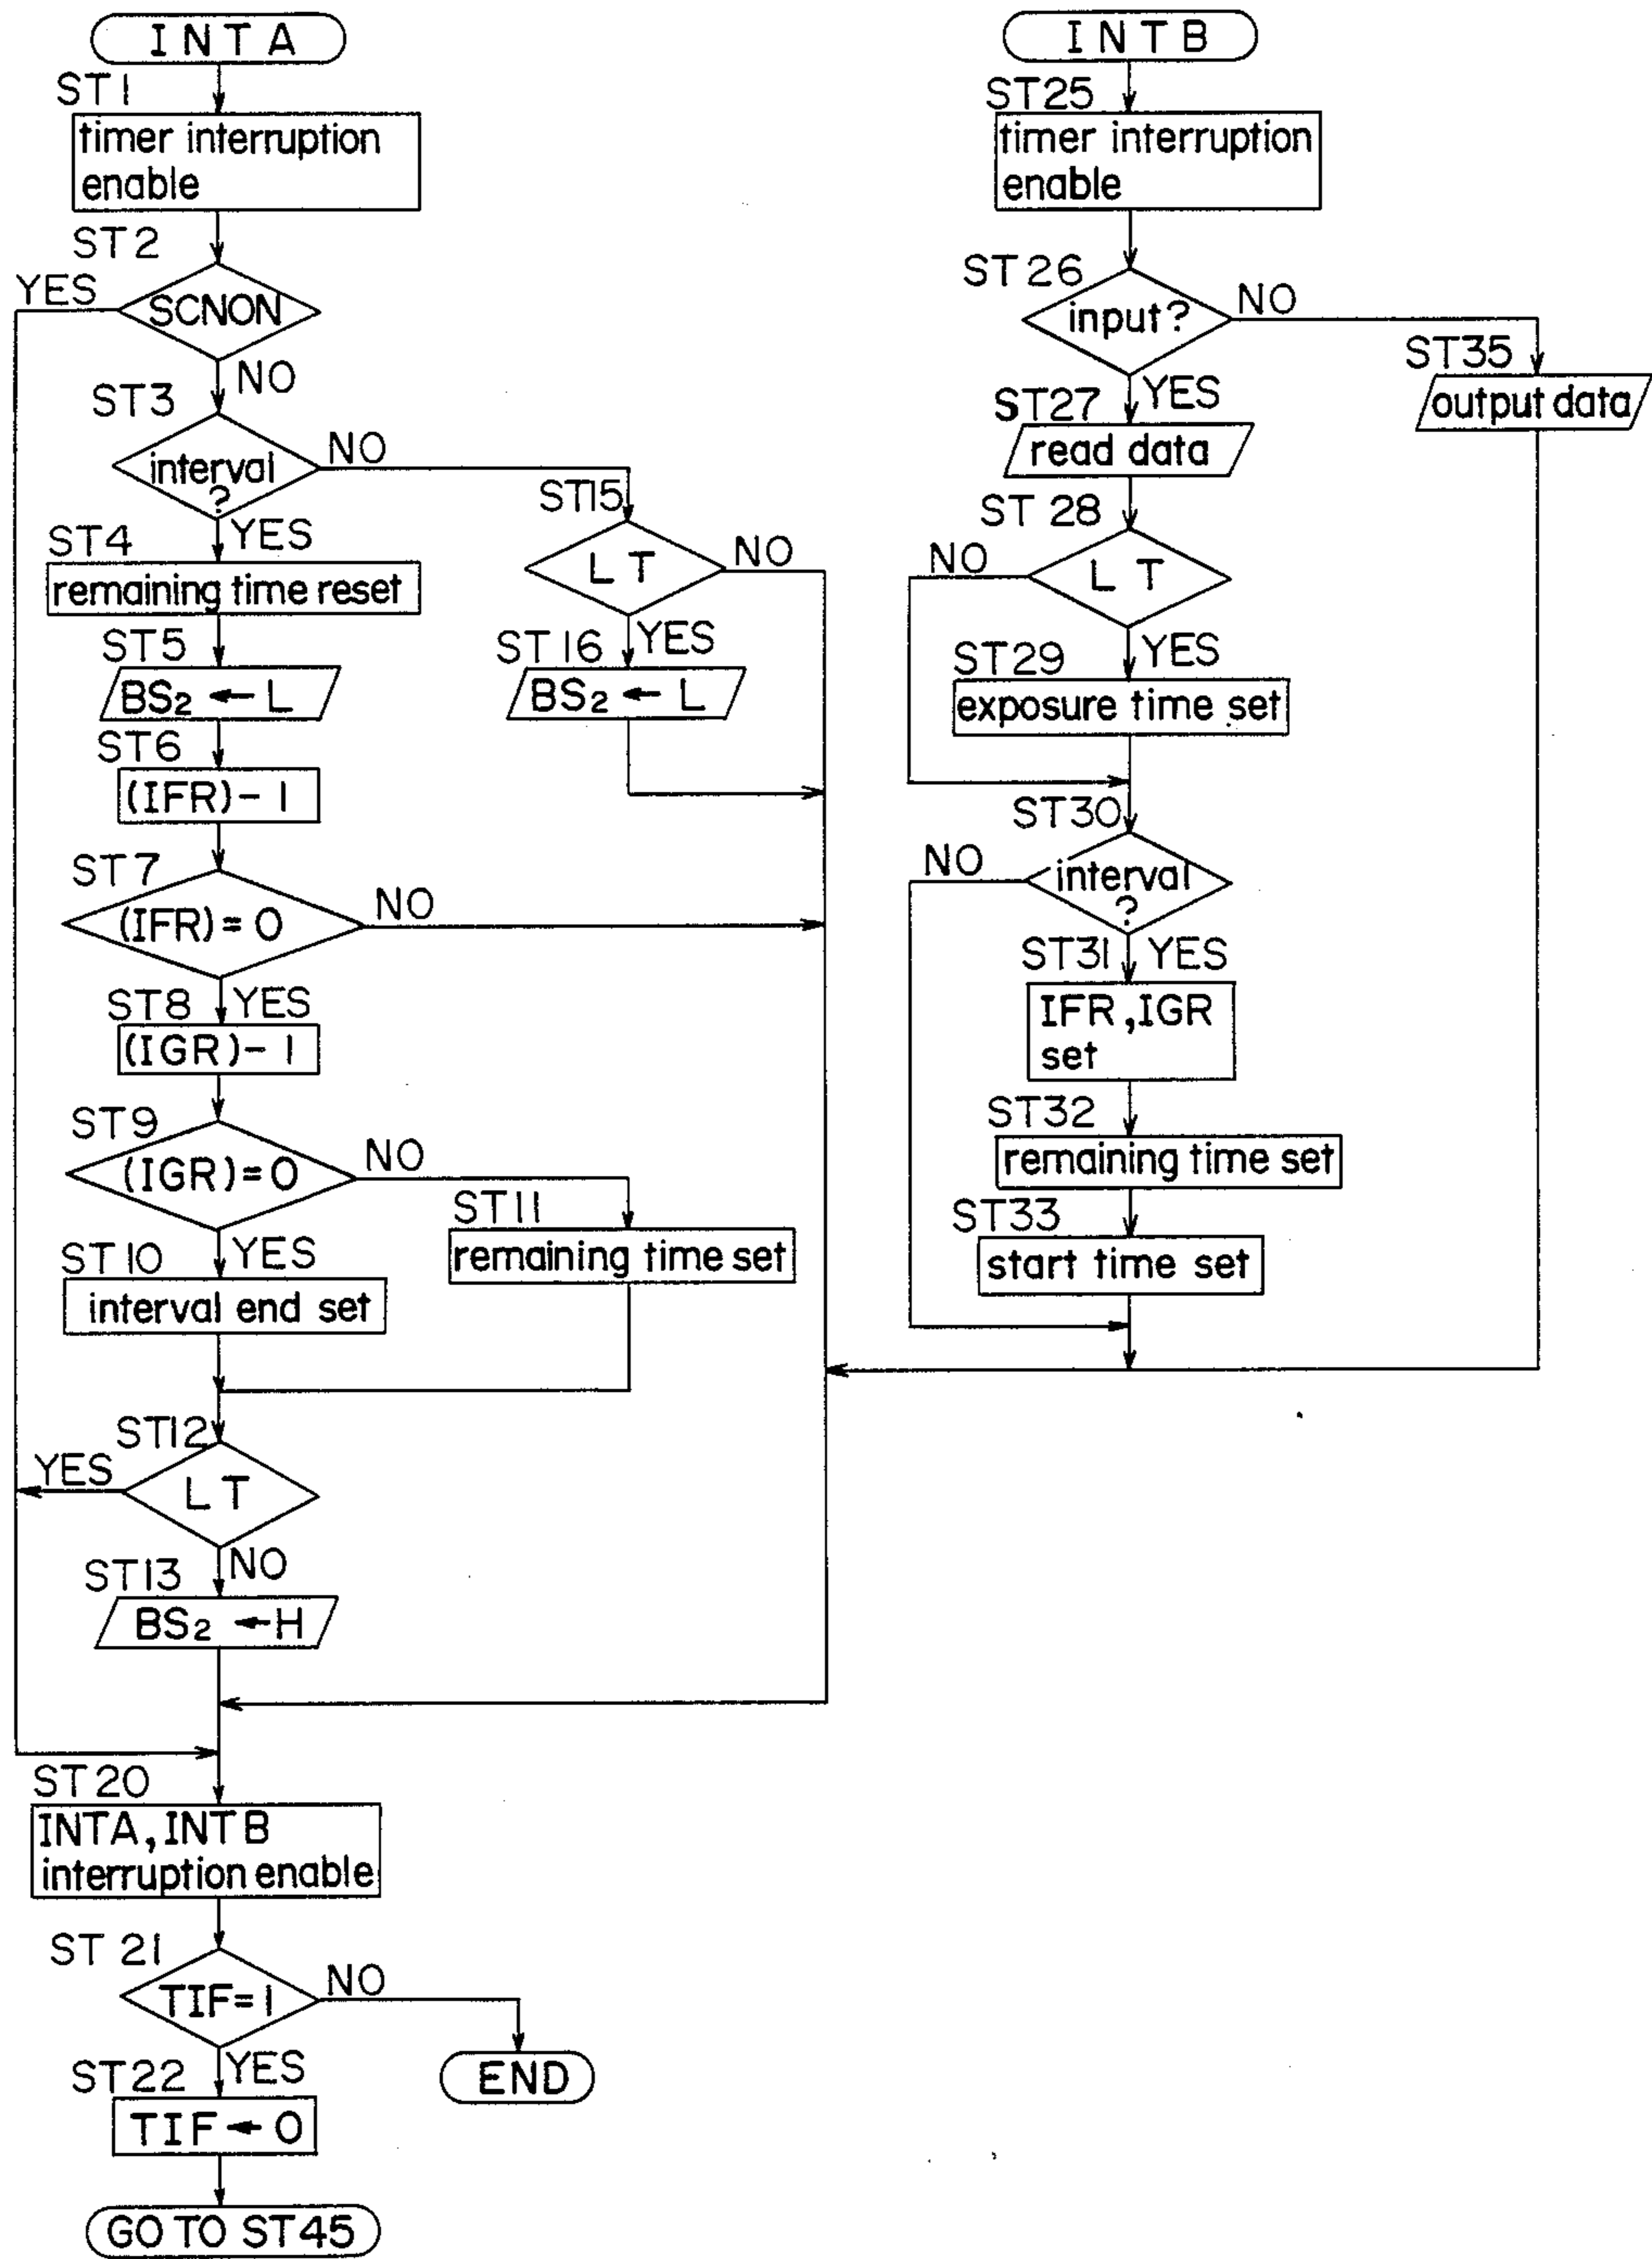 INTA
ST1
timer interruption
enable
ST2
YES
SCNON
NO
ST3
interval
?
NO
YES
ST4
remaining time reset
ST5
BS₂ ← L
ST6
(IFR)-1
ST7
(IFR)=0
NO
YES
ST8
(IGR)-1
ST9
(IGR)=0
NO
YES
ST10
interval end set
ST11
remaining time set
ST12
YES
LT
NO
ST13
BS₂ ← H
ST15
LT
NO
YES
ST16
BS₂ ← L
ST20
INTA, INTB
interruption enable
ST21
TIF=1
NO
END
YES
ST22
TIF ← 0
GO TO ST45
INTB
ST25
timer interruption
enable
ST26
input?
NO
YES
ST35
output data
ST27
read data
ST28
NO
LT
YES
ST29
exposure time set
ST30
NO
interval
?
YES
ST31
IFR, IGR
set
ST32
remaining time set
ST33
start time set